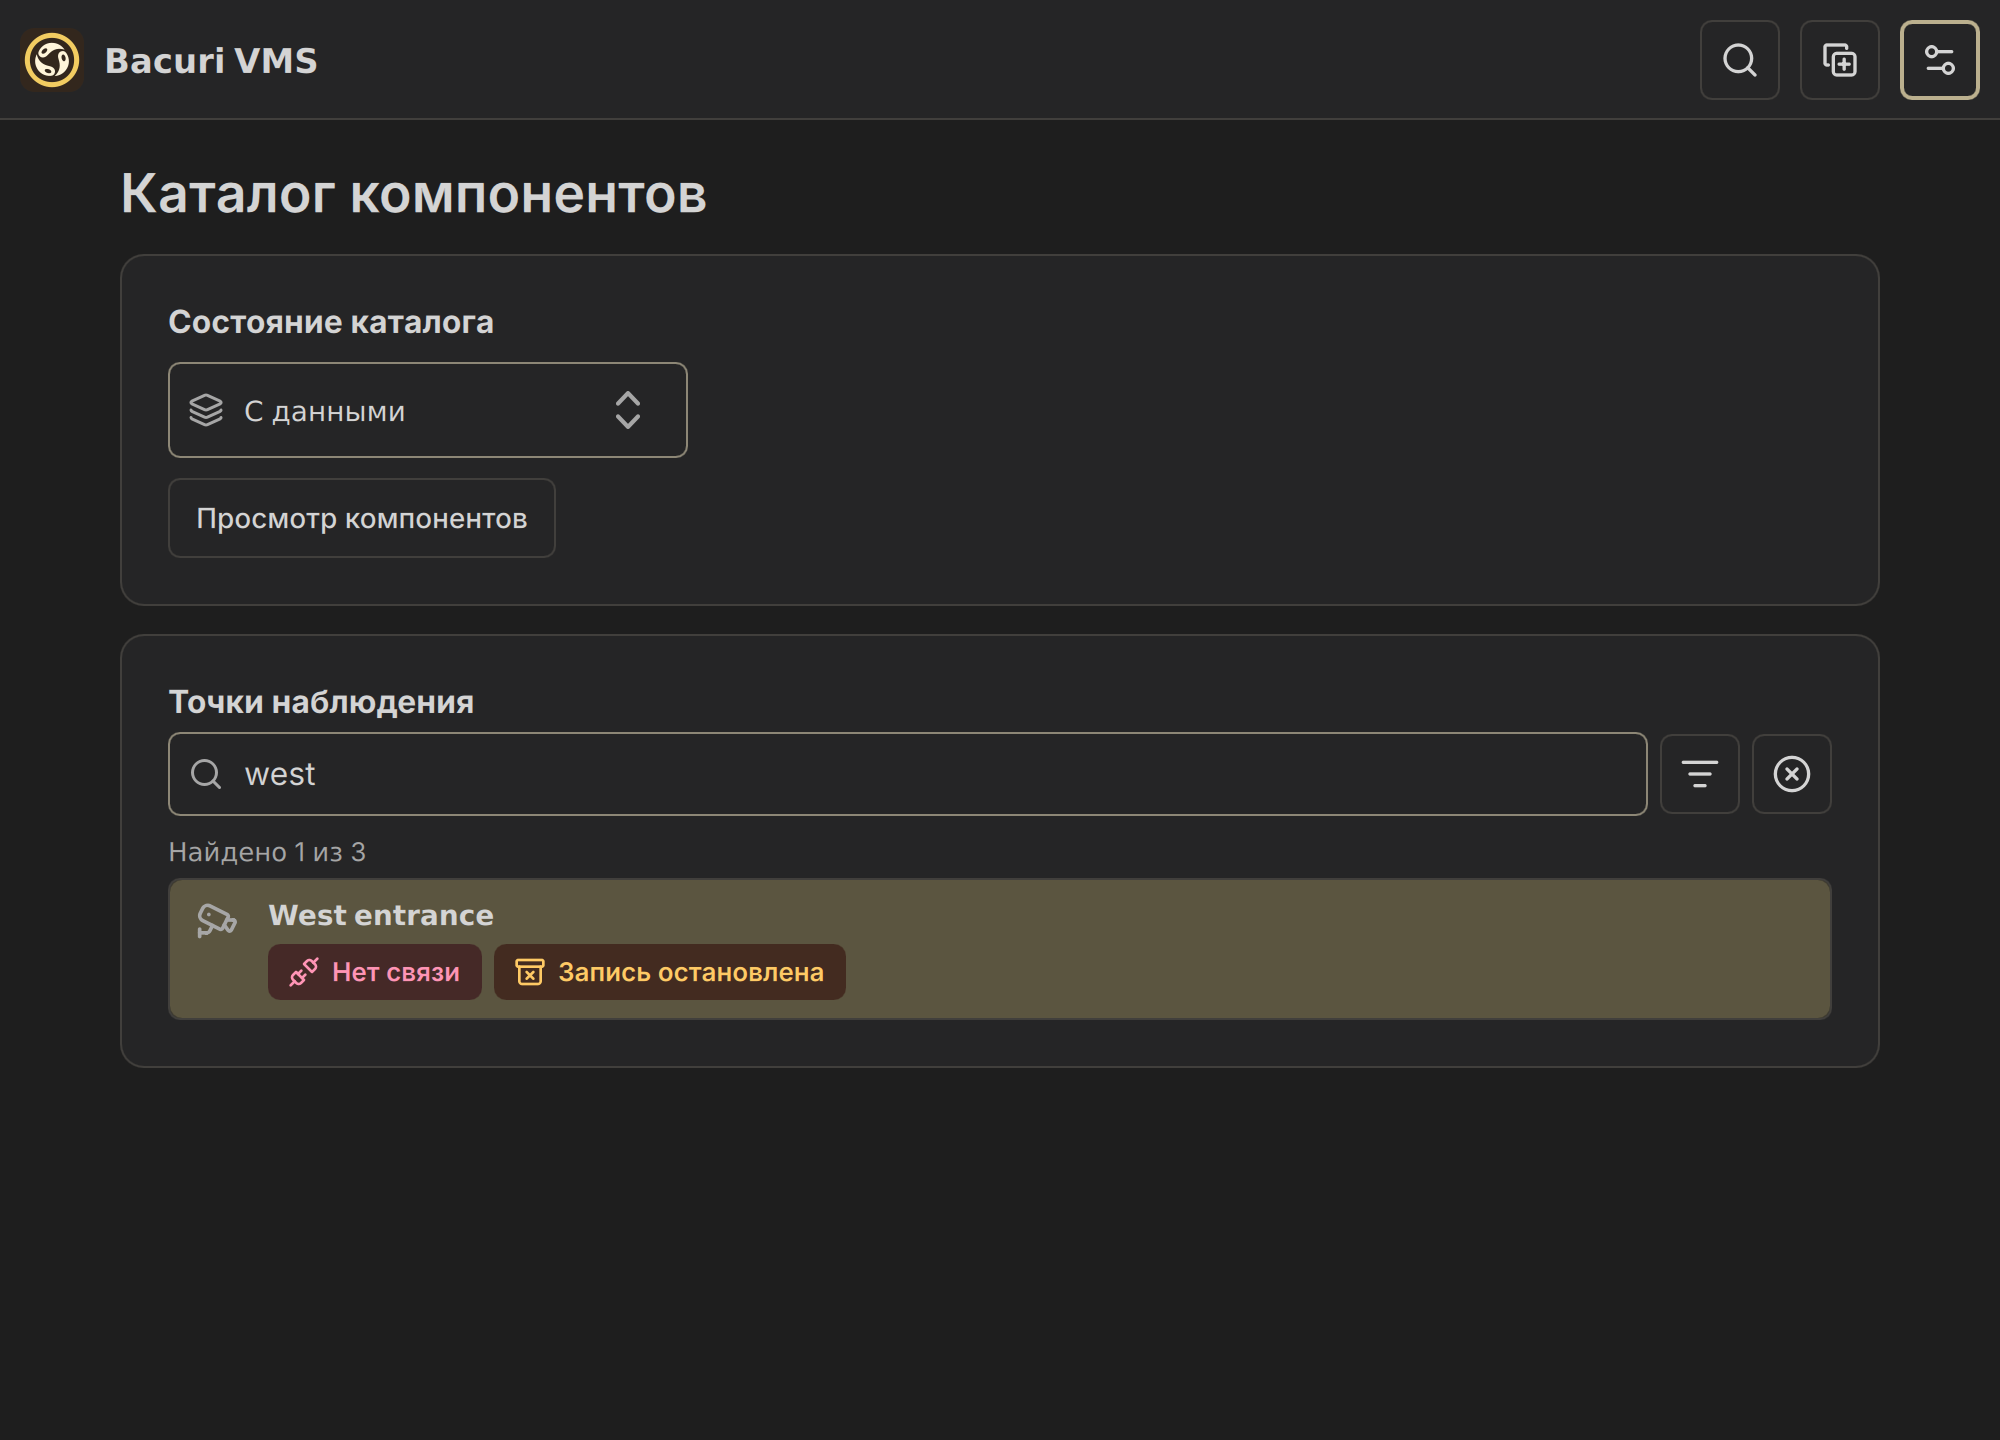 Bacuri VMS
Каталог компонентов
Состояние каталога
С данными
Просмотр компонентов
Точки наблюдения
west
Найдено 1 из 3
West entrance
Нет связи
Запись остановлена